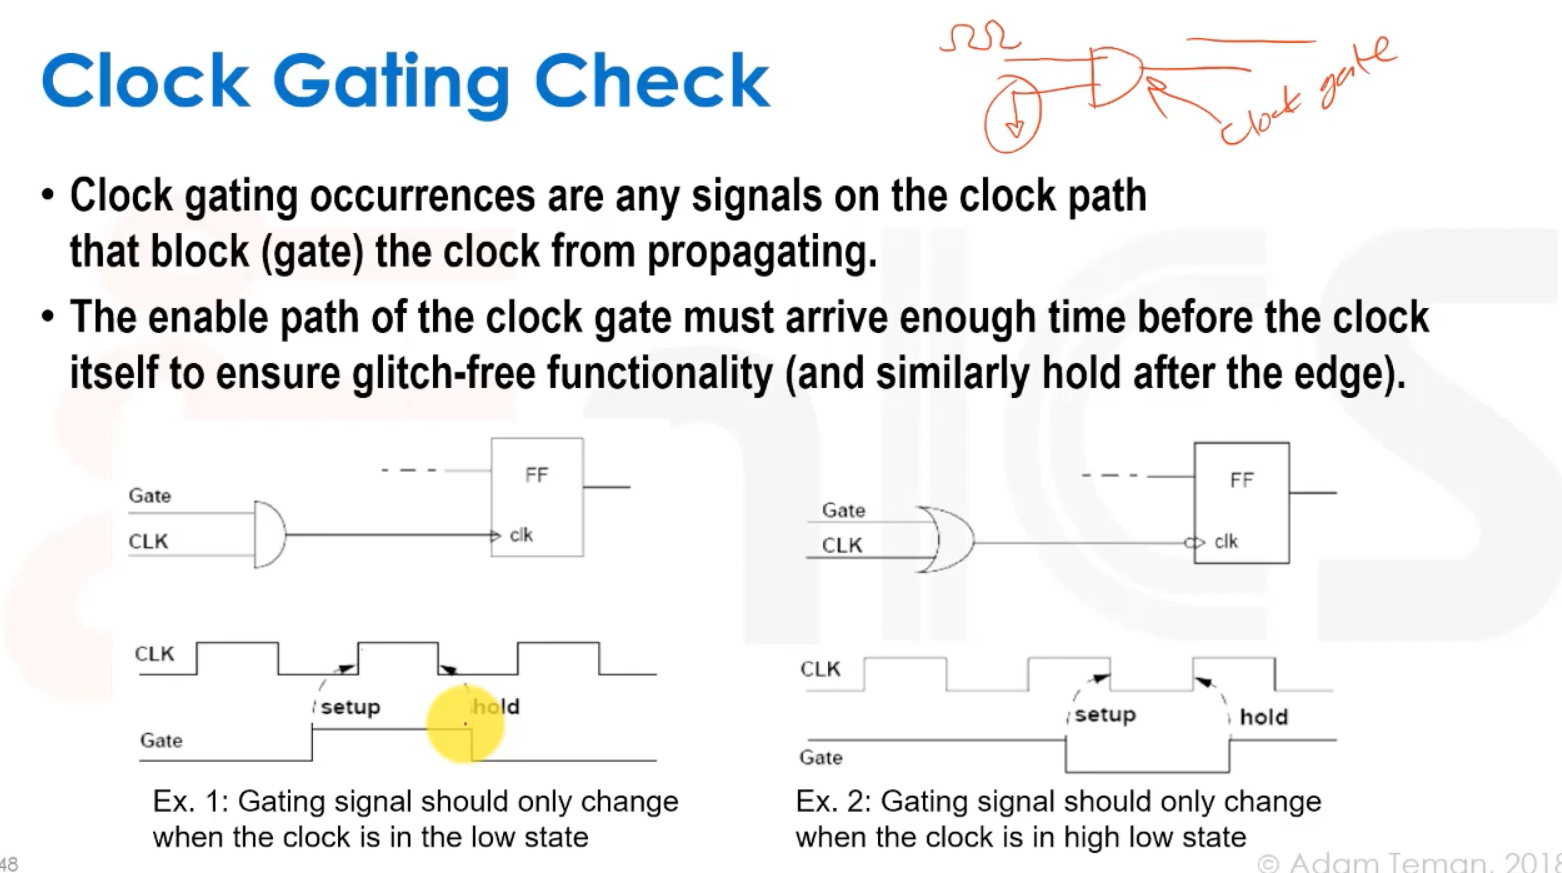 Clock Gating Check
Clock gate
• Clock gating occurrences are any signals on the clock path
that block (gate) the clock from propagating.
• The enable path of the clock gate must arrive enough time before the clock
itself to ensure glitch-free functionality (and similarly hold after the edge).
FF
Gate
CLK
clk
CLK
setup
hold
Gate
Ex. 1: Gating signal should only change
when the clock is in the low state
FF
Gate
CLK
clk
CLK
setup
hold
Gate
Ex. 2: Gating signal should only change
when the clock is in high low state
48
© Adam Teman, 2018